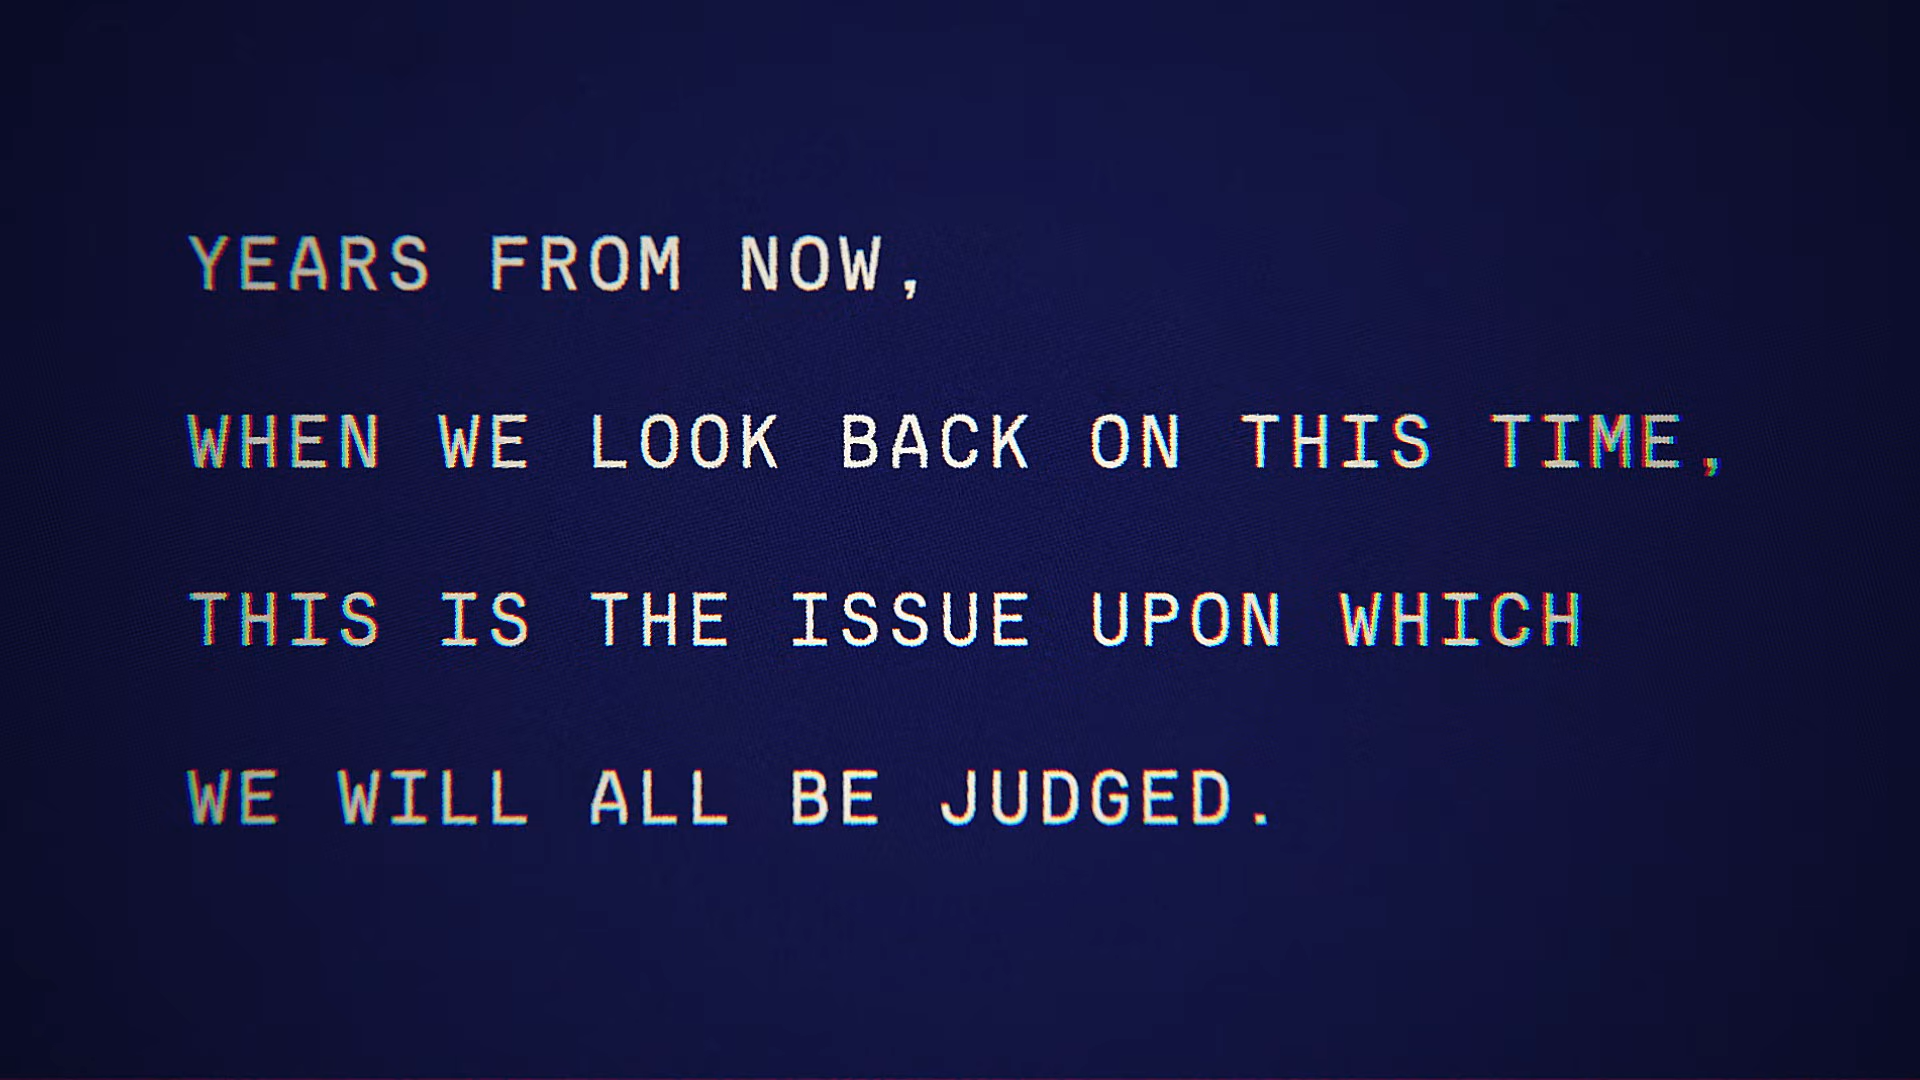 YEARS FROM NOW,
WHEN WE LOOK BACK ON THIS TIME,
THIS IS THE ISSUE UPON WHICH
WE WILL ALL BE JUDGED.